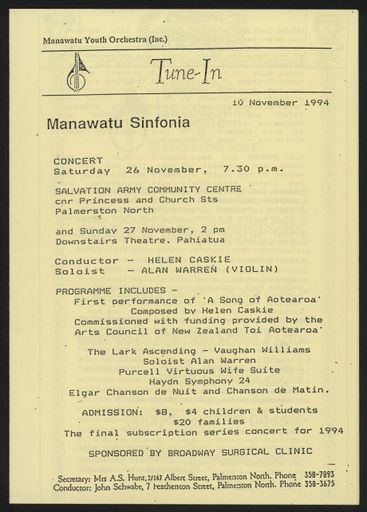 Manawatu Youth Orchestra (Inc.)
Tune-In
10 November 1994
Manawatu Sinfonia
CONCERT
Saturday 26 November, 7.30 p.m.
SALVATION ARMY COMMUNITY CENTRE
cnr Princess and Church Sts
Palmerston North
and Sunday 27 November, 2 pm
Downstairs Theatre. Pahiatua
Conductor - HELEN CASKIE
Soloist - ALAN WARREN (VIOLIN)
PROGRAMME INCLUDES -
First performance of 'A Song of Aotearoa'
Composed by Helen Caskie
Commissioned with funding provided by the
Arts Council of New Zealand Toi Aotearoa'
The Lark Ascending - Vaughan Williams
Soloist Alan Warren
Purcell Virtuous Wife Suite
Haydn Symphony 24
Elgar Chanson de Nuit and Chanson de Matin.
ADMISSION: $8, $4 children & students
$20 families
The final subscription series concert for 1994
SPONSORED BY BROADWAY SURGICAL CLINIC
Secretary: Mrs A.S. Hunt, 2/167 Albert Street, Palmerston North. Phone 358-7893
Conductor: John Schwabe, 7 Featherston Street, Palmerston North. Phone 358-3675